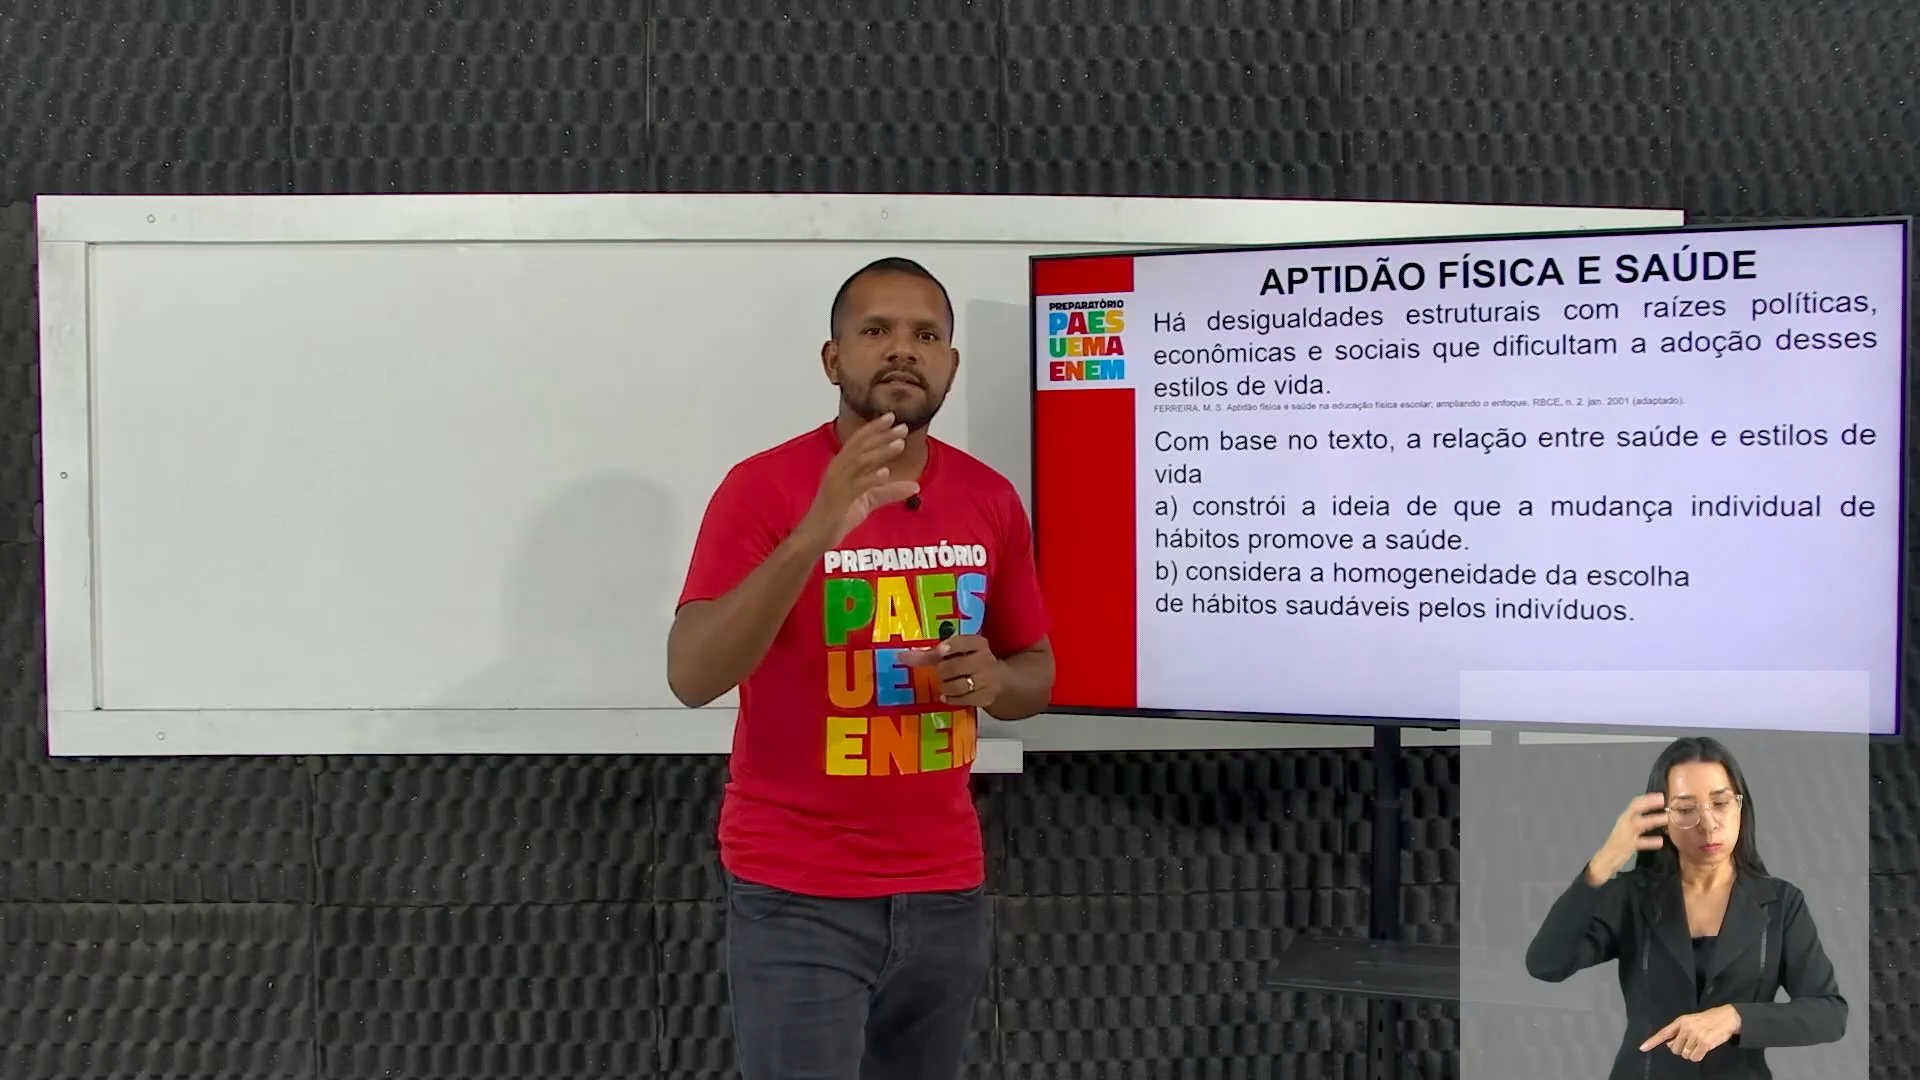 APTIDÃO FÍSICA E SAÚDE
PREPARATÓRIO
PAES
UEMA
ENEM
Há desigualdades estruturais com raízes políticas,
econômicas e sociais que dificultam a adoção desses
estilos de vida.
FERREIRA, M. S. Aptidão física e saúde na educação física escolar: ampliando o enfoque. RBCE, n. 2. jan. 2001 (adaptado).
Com base no texto, a relação entre saúde e estilos de
vida
a) constrói a ideia de que a mudança individual de
hábitos promove a saúde.
b) considera a homogeneidade da escolha
de hábitos saudáveis pelos indivíduos.
PREPARATÓRIO
PAES
UEM
ENEM